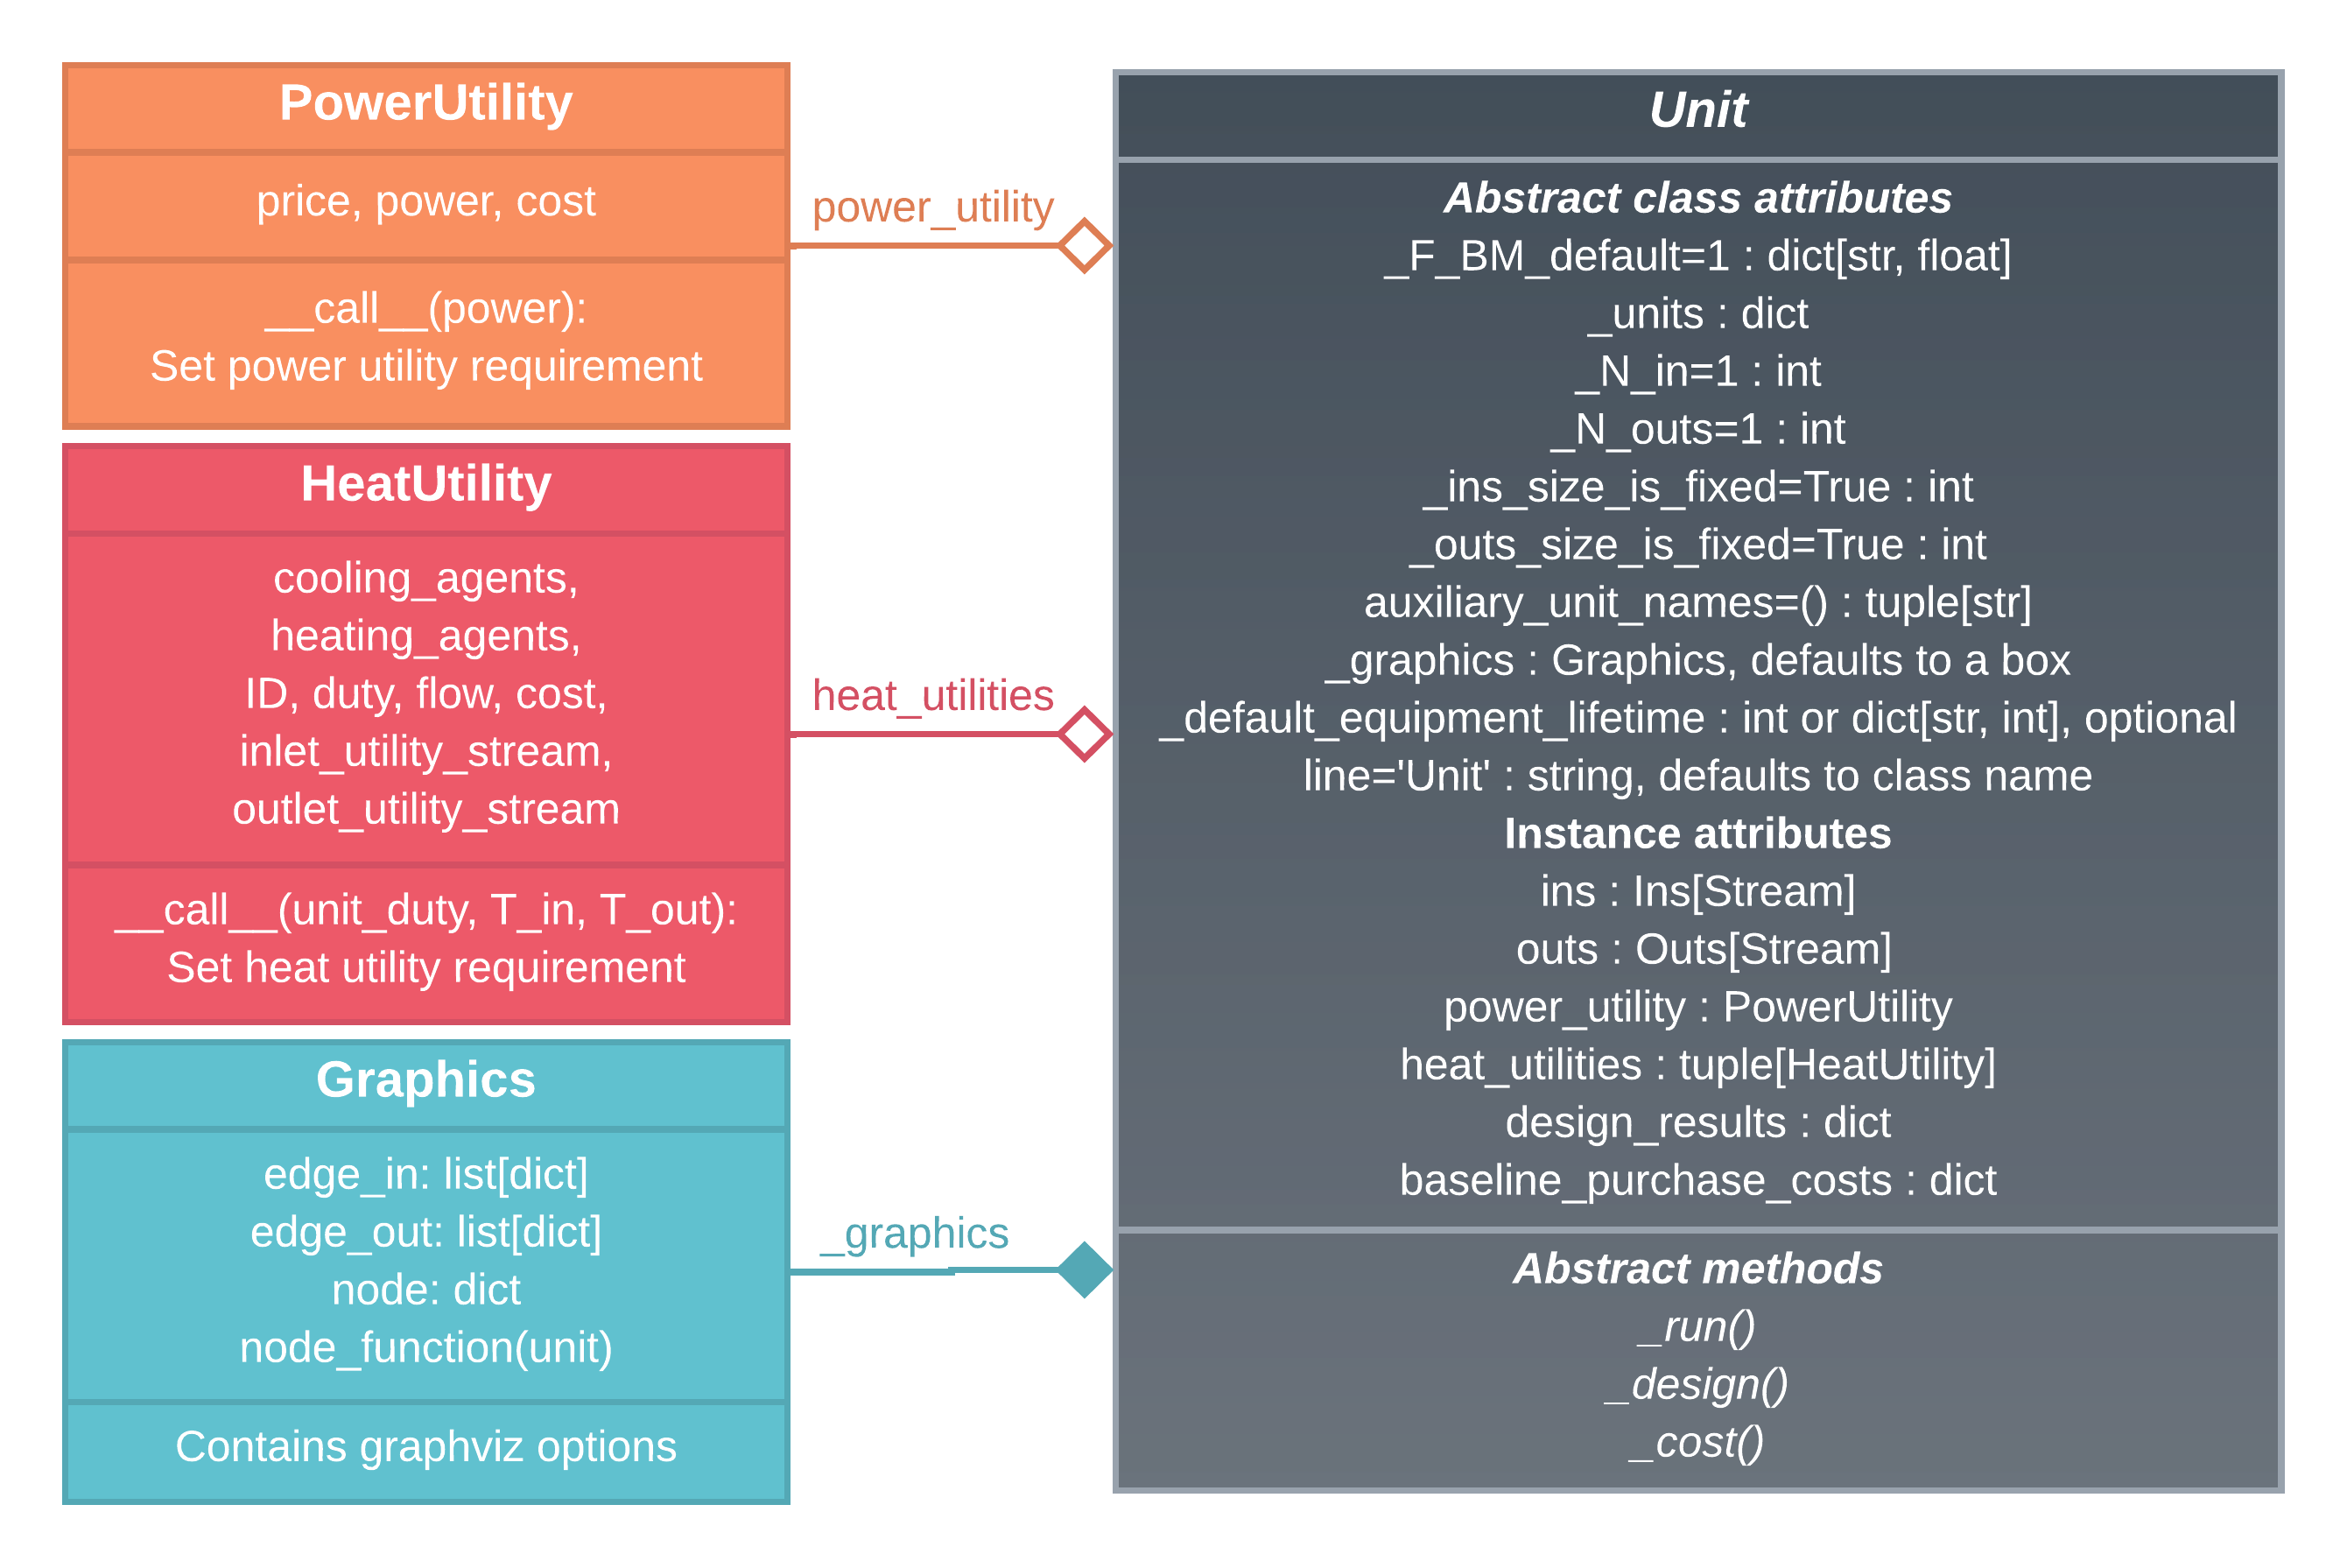 PowerUtility
price, power, cost
__call__(power):
Set power utility requirement
power_utility
HeatUtility
cooling_agents,
heating_agents,
ID, duty, flow, cost,
inlet_utility_stream,
outlet_utility_stream
__call__(unit_duty, T_in, T_out):
Set heat utility requirement
heat_utilities
Graphics
edge_in: list[dict]
edge_out: list[dict]
node: dict
node_function(unit)
Contains graphviz options
_graphics
Unit
Abstract class attributes
_F_BM_default=1 : dict[str, float]
_units : dict
_N_in=1 : int
_N_outs=1 : int
_ins_size_is_fixed=True : int
_outs_size_is_fixed=True : int
auxiliary_unit_names=() : tuple[str]
_graphics : Graphics, defaults to a box
_default_equipment_lifetime : int or dict[str, int], optional
line='Unit' : string, defaults to class name
Instance attributes
ins : Ins[Stream]
outs : Outs[Stream]
power_utility : PowerUtility
heat_utilities : tuple[HeatUtility]
design_results : dict
baseline_purchase_costs : dict
Abstract methods
_run()
_design()
_cost()